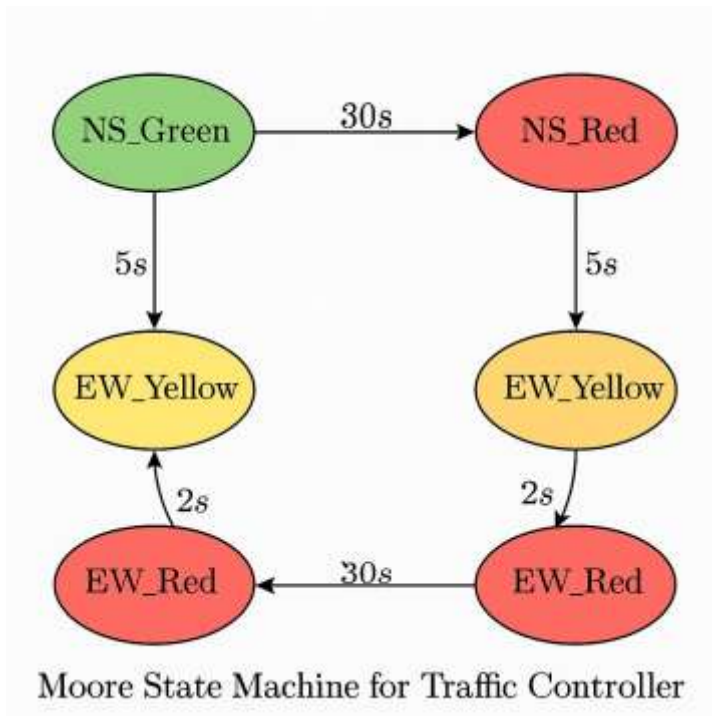 NS_Green
30s
NS_Red
5s
5s
EW_Yellow
EW_Yellow
2s
2s
EW_Red
30s
EW_Red
Moore State Machine for Traffic Controller